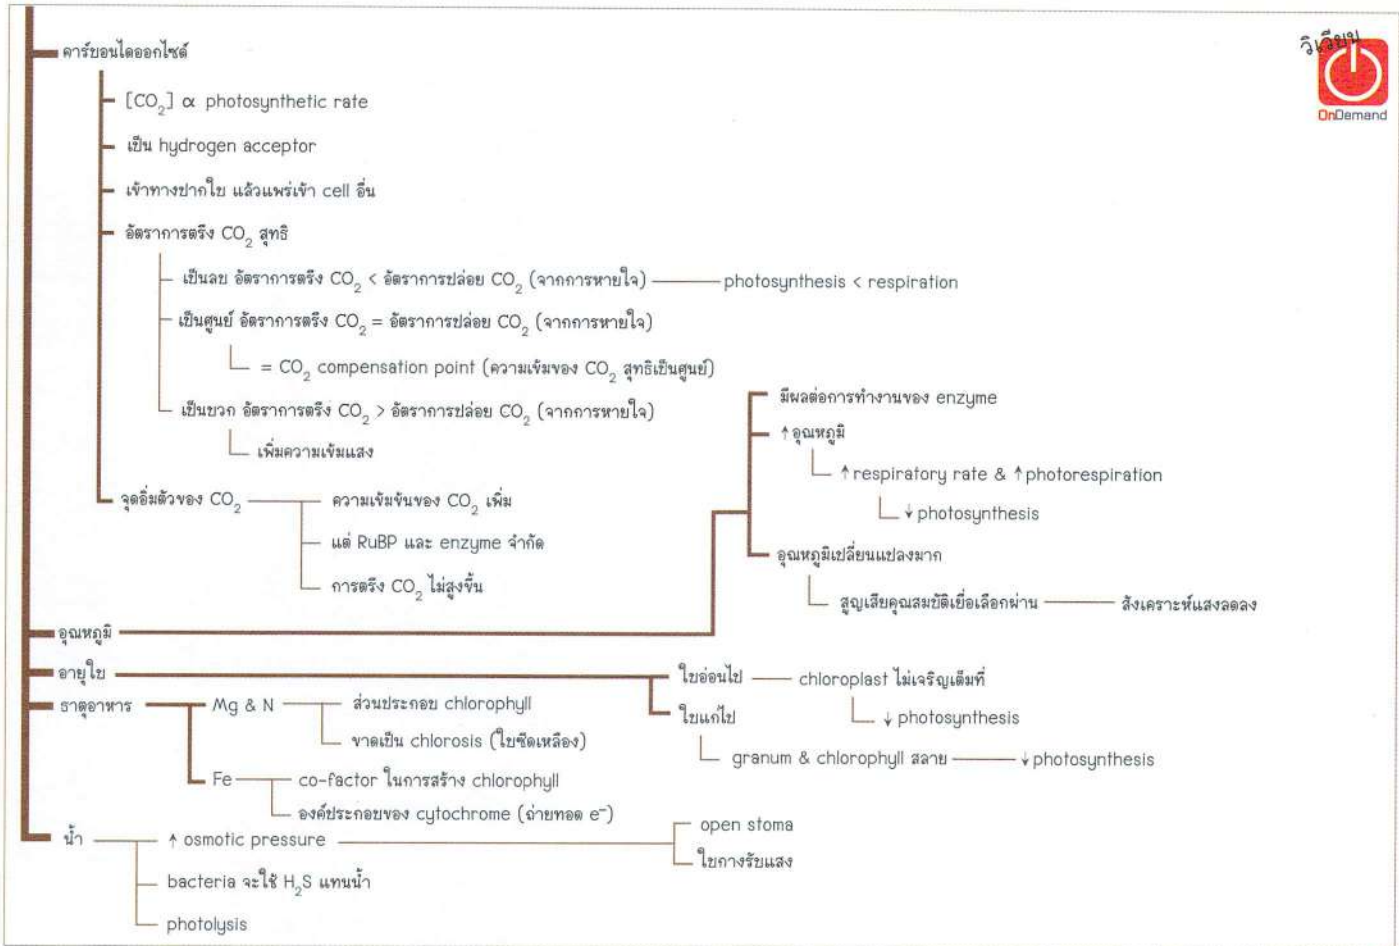 คาร์บอนไดออกไซด์
วิเวียน
OnDemand
[CO₂] α photosynthetic rate
เป็น hydrogen acceptor
เข้าทางปากใบ แล้วแพร่เข้า cell อื่น
อัตราการตรึง CO₂ สุทธิ
เป็นลบ อัตราการตรึง CO₂ < อัตราการปล่อย CO₂ (จากการหายใจ) photosynthesis < respiration
เป็นศูนย์ อัตราการตรึง CO₂ = อัตราการปล่อย CO₂ (จากการหายใจ)
= CO₂ compensation point (ความเข้มของ CO₂ สุทธิเป็นศูนย์)
เป็นบวก อัตราการตรึง CO₂ > อัตราการปล่อย CO₂ (จากการหายใจ)
เพิ่มความเข้มแสง
จุดอิ่มตัวของ CO₂ ความเข้มข้นของ CO₂ เพิ่ม
แต่ RuBP และ enzyme จำกัด
การตรึง CO₂ ไม่สูงขึ้น
อุณหภูมิ
มีผลต่อการทำงานของ enzyme
↑อุณหภูมิ
↑respiratory rate & ↑photorespiration
↓photosynthesis
อุณหภูมิเปลี่ยนแปลงมาก
สูญเสียคุณสมบัติเยื่อเลือกผ่าน สังเคราะห์แสงลดลง
อายุใบ
ใบอ่อนไป chloroplast ไม่เจริญเต็มที่
↓ photosynthesis
ใบแก่ไป
granum & chlorophyll สลาย ↓photosynthesis
ธาตุอาหาร Mg & N ส่วนประกอบ chlorophyll
ขาดเป็น chlorosis (ใบซีดเหลือง)
Fe co-factor ในการสร้าง chlorophyll
องค์ประกอบของ cytochrome (ถ่ายทอด e⁻)
น้ำ ↑ osmotic pressure open stoma
ใบกางรับแสง
bacteria จะใช้ H₂S แทนน้ำ
photolysis